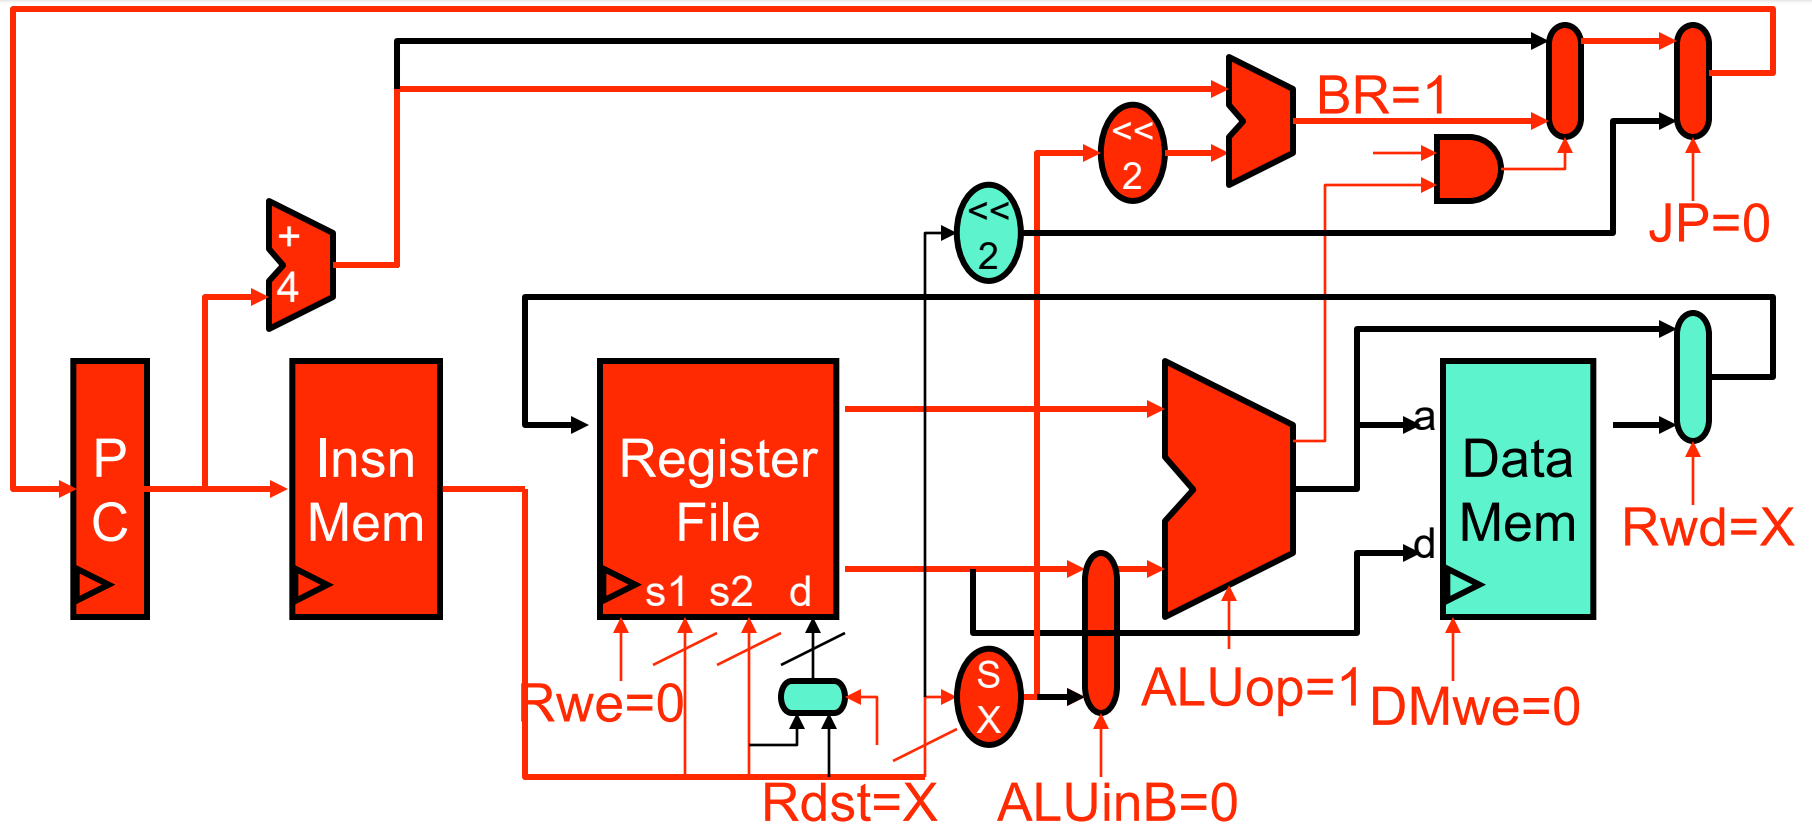 BR=1
<<
2
JP=0
<<
2
+
4
P
C
Insn
Mem
Register
File
s1 s2 d
a
d
Data
Mem
Rwd=X
S
X
Rwe=0
ALUop=1
DMwe=0
Rdst=X
ALUinB=0